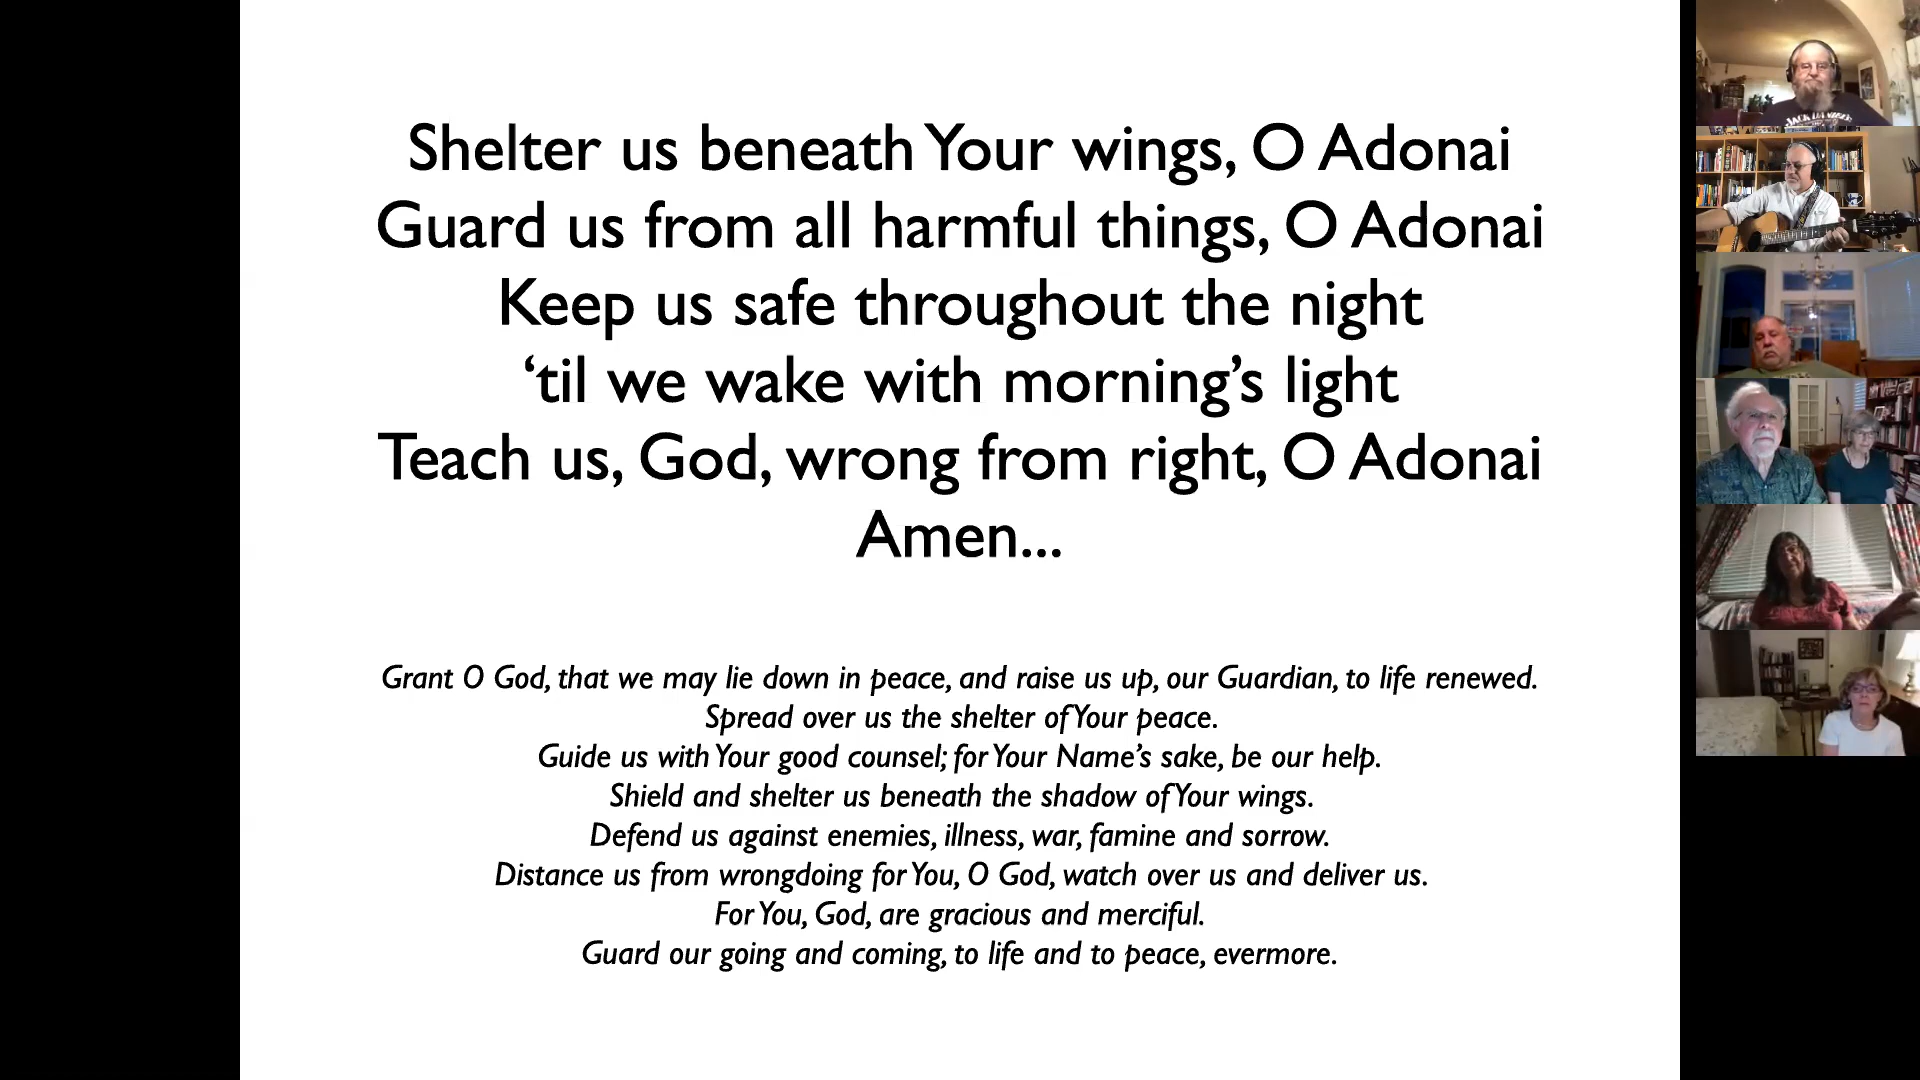 Shelter us beneath Your wings, O Adonai
Guard us from all harmful things, O Adonai
Keep us safe throughout the night
‘til we wake with morning’s light
Teach us, God, wrong from right, O Adonai
Amen...
Grant O God, that we may lie down in peace, and raise us up, our Guardian, to life renewed.
Spread over us the shelter of Your peace.
Guide us with Your good counsel; for Your Name’s sake, be our help.
Shield and shelter us beneath the shadow of Your wings.
Defend us against enemies, illness, war, famine and sorrow.
Distance us from wrongdoing for You, O God, watch over us and deliver us.
For You, God, are gracious and merciful.
Guard our going and coming, to life and to peace, evermore.
JACK DANIEL'S